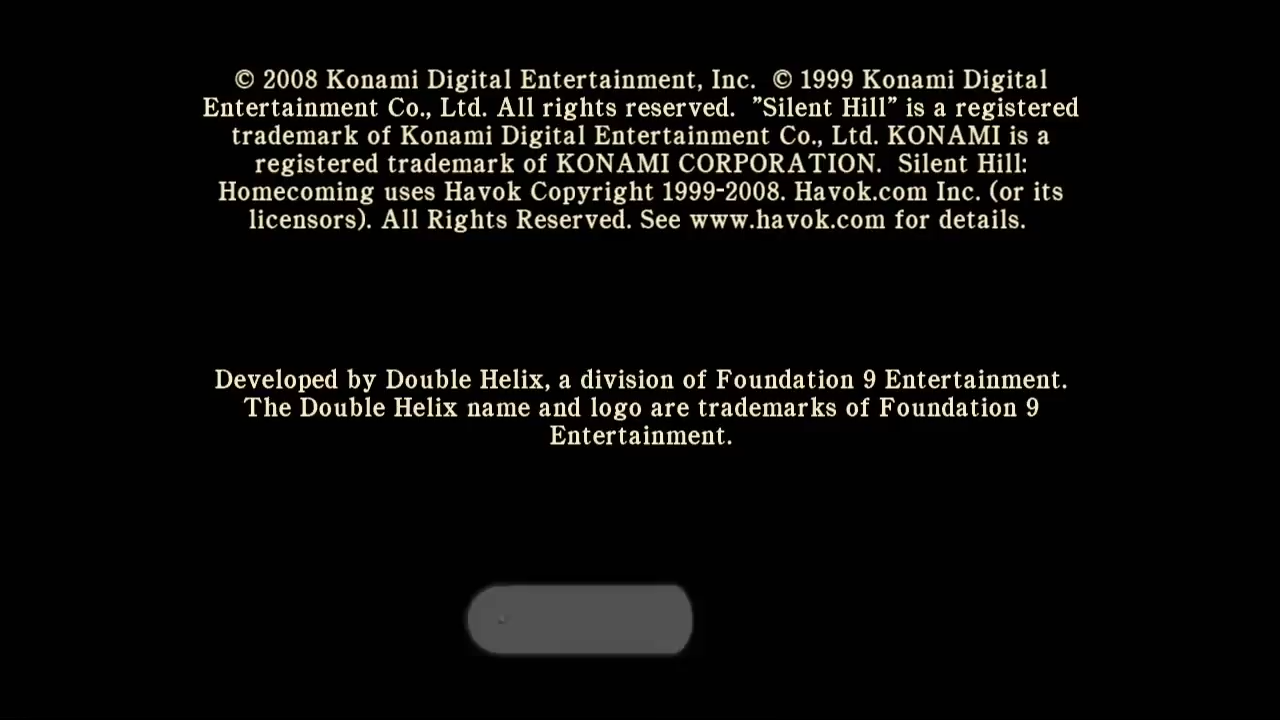 © 2008 Konami Digital Entertainment, Inc.  © 1999 Konami Digital
Entertainment Co., Ltd. All rights reserved.  ”Silent Hill” is a registered
trademark of Konami Digital Entertainment Co., Ltd. KONAMI is a
registered trademark of KONAMI CORPORATION.  Silent Hill:
Homecoming uses Havok Copyright 1999-2008. Havok.com Inc. (or its
licensors). All Rights Reserved. See www.havok.com for details.
Developed by Double Helix, a division of Foundation 9 Entertainment.
The Double Helix name and logo are trademarks of Foundation 9
Entertainment.